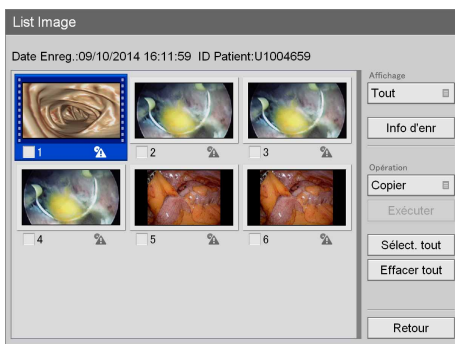 List Image
Date Enreg.:09/10/2014 16:11:59 ID Patient:U1004659
Affichage
Tout
Info d'enr
1
2
3
Opération
Copier
Exécuter
4
5
6
Sélect. tout
Effacer tout
Retour